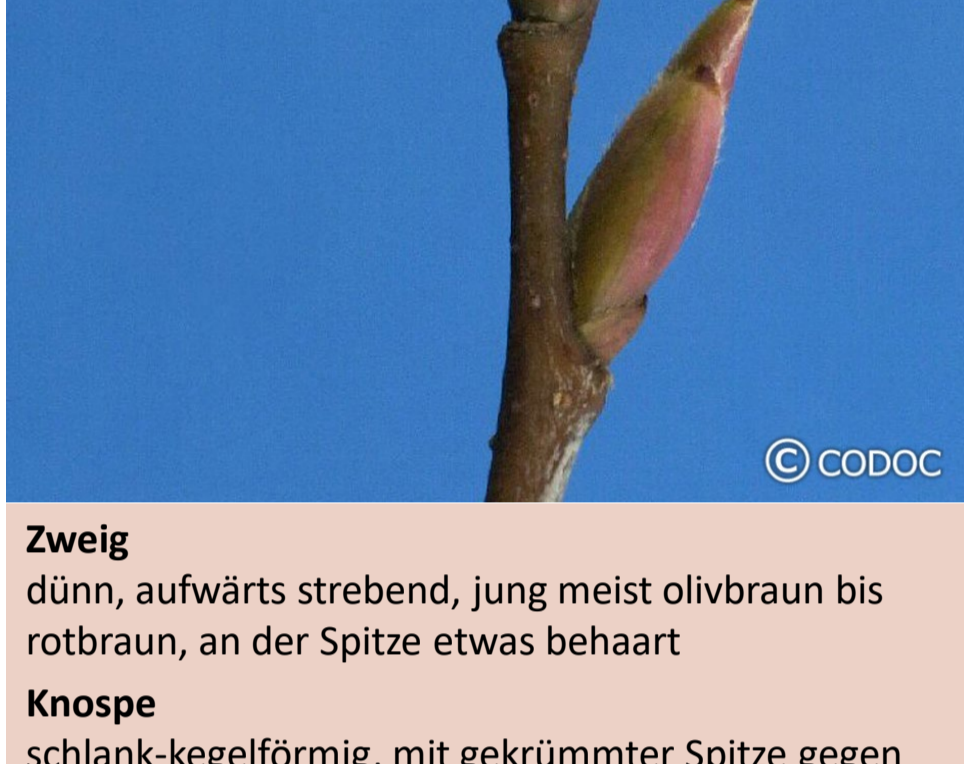 © CODOC
Zweig
dünn, aufwärts strebend, jung meist olivbraun bis
rotbraun, an der Spitze etwas behaart
Knospe
schlank-kegelförmig, mit gekrümmter Spitze gegen